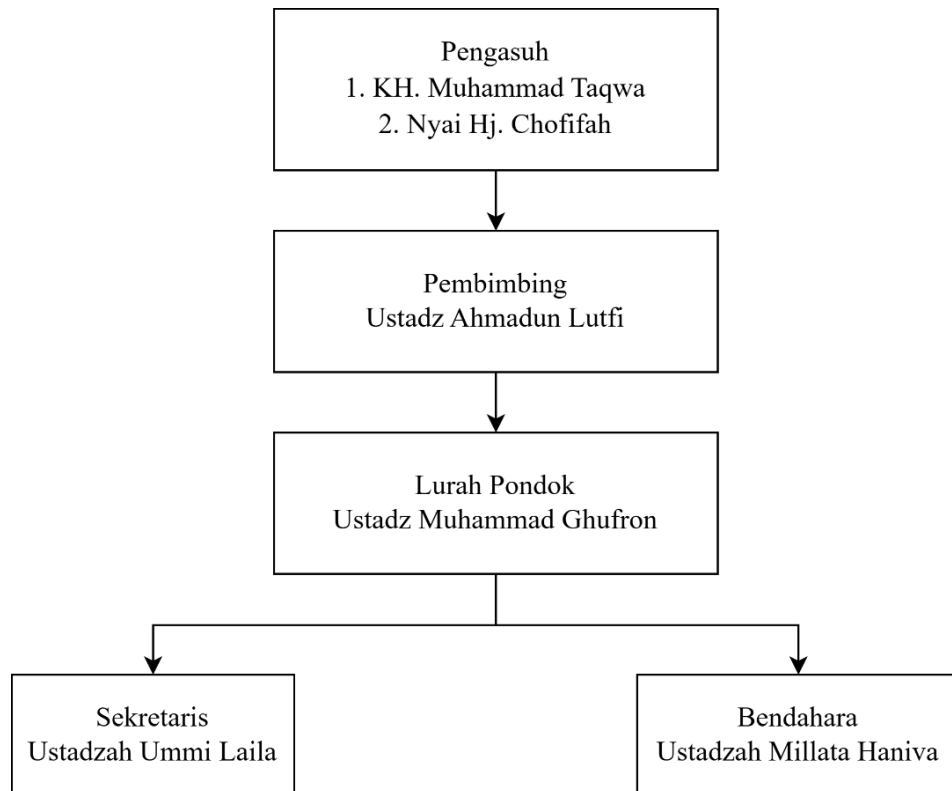 Pengasuh
1. KH. Muhammad Taqwa
2. Nyai Hj. Chofifah
Pembimbing
Ustadz Ahmadun Lutfi
Lurah Pondok
Ustadz Muhammad Ghufron
Sekretaris
Ustadzah Ummi Laila
Bendahara
Ustadzah Millata Haniva